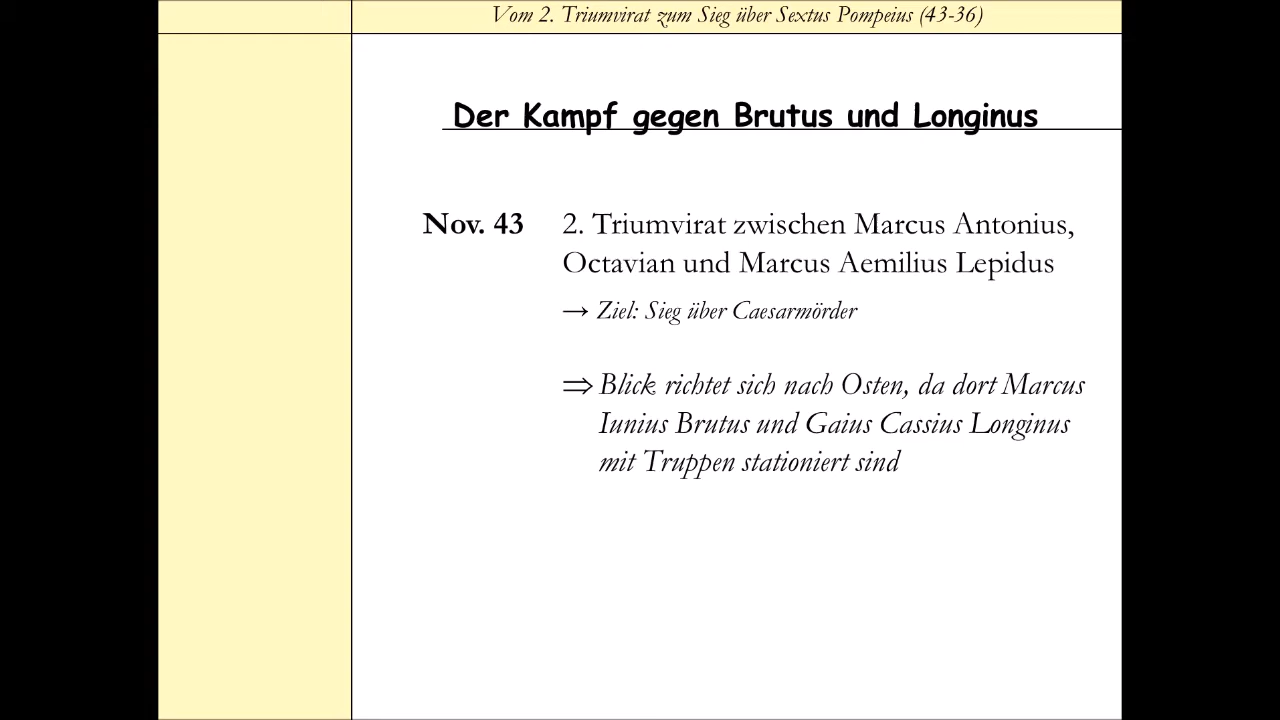 Vom 2. Triumvirat zum Sieg über Sextus Pompeius (43-36)
Der Kampf gegen Brutus und Longinus
Nov. 43 2. Triumvirat zwischen Marcus Antonius,
Octavian und Marcus Aemilius Lepidus
→ Ziel: Sieg über Caesarmörder
⇒ Blick richtet sich nach Osten, da dort Marcus
Iunius Brutus und Gaius Cassius Longinus
mit Truppen stationiert sind